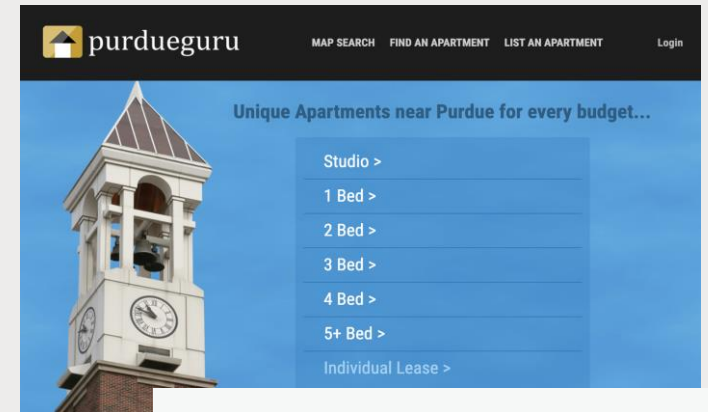 purdueguru
MAP SEARCH FIND AN APARTMENT LIST AN APARTMENT Login
Unique Apartments near Purdue for every budget...
Studio >
1 Bed >
2 Bed >
3 Bed >
4 Bed >
5+ Bed >
Individual Lease >